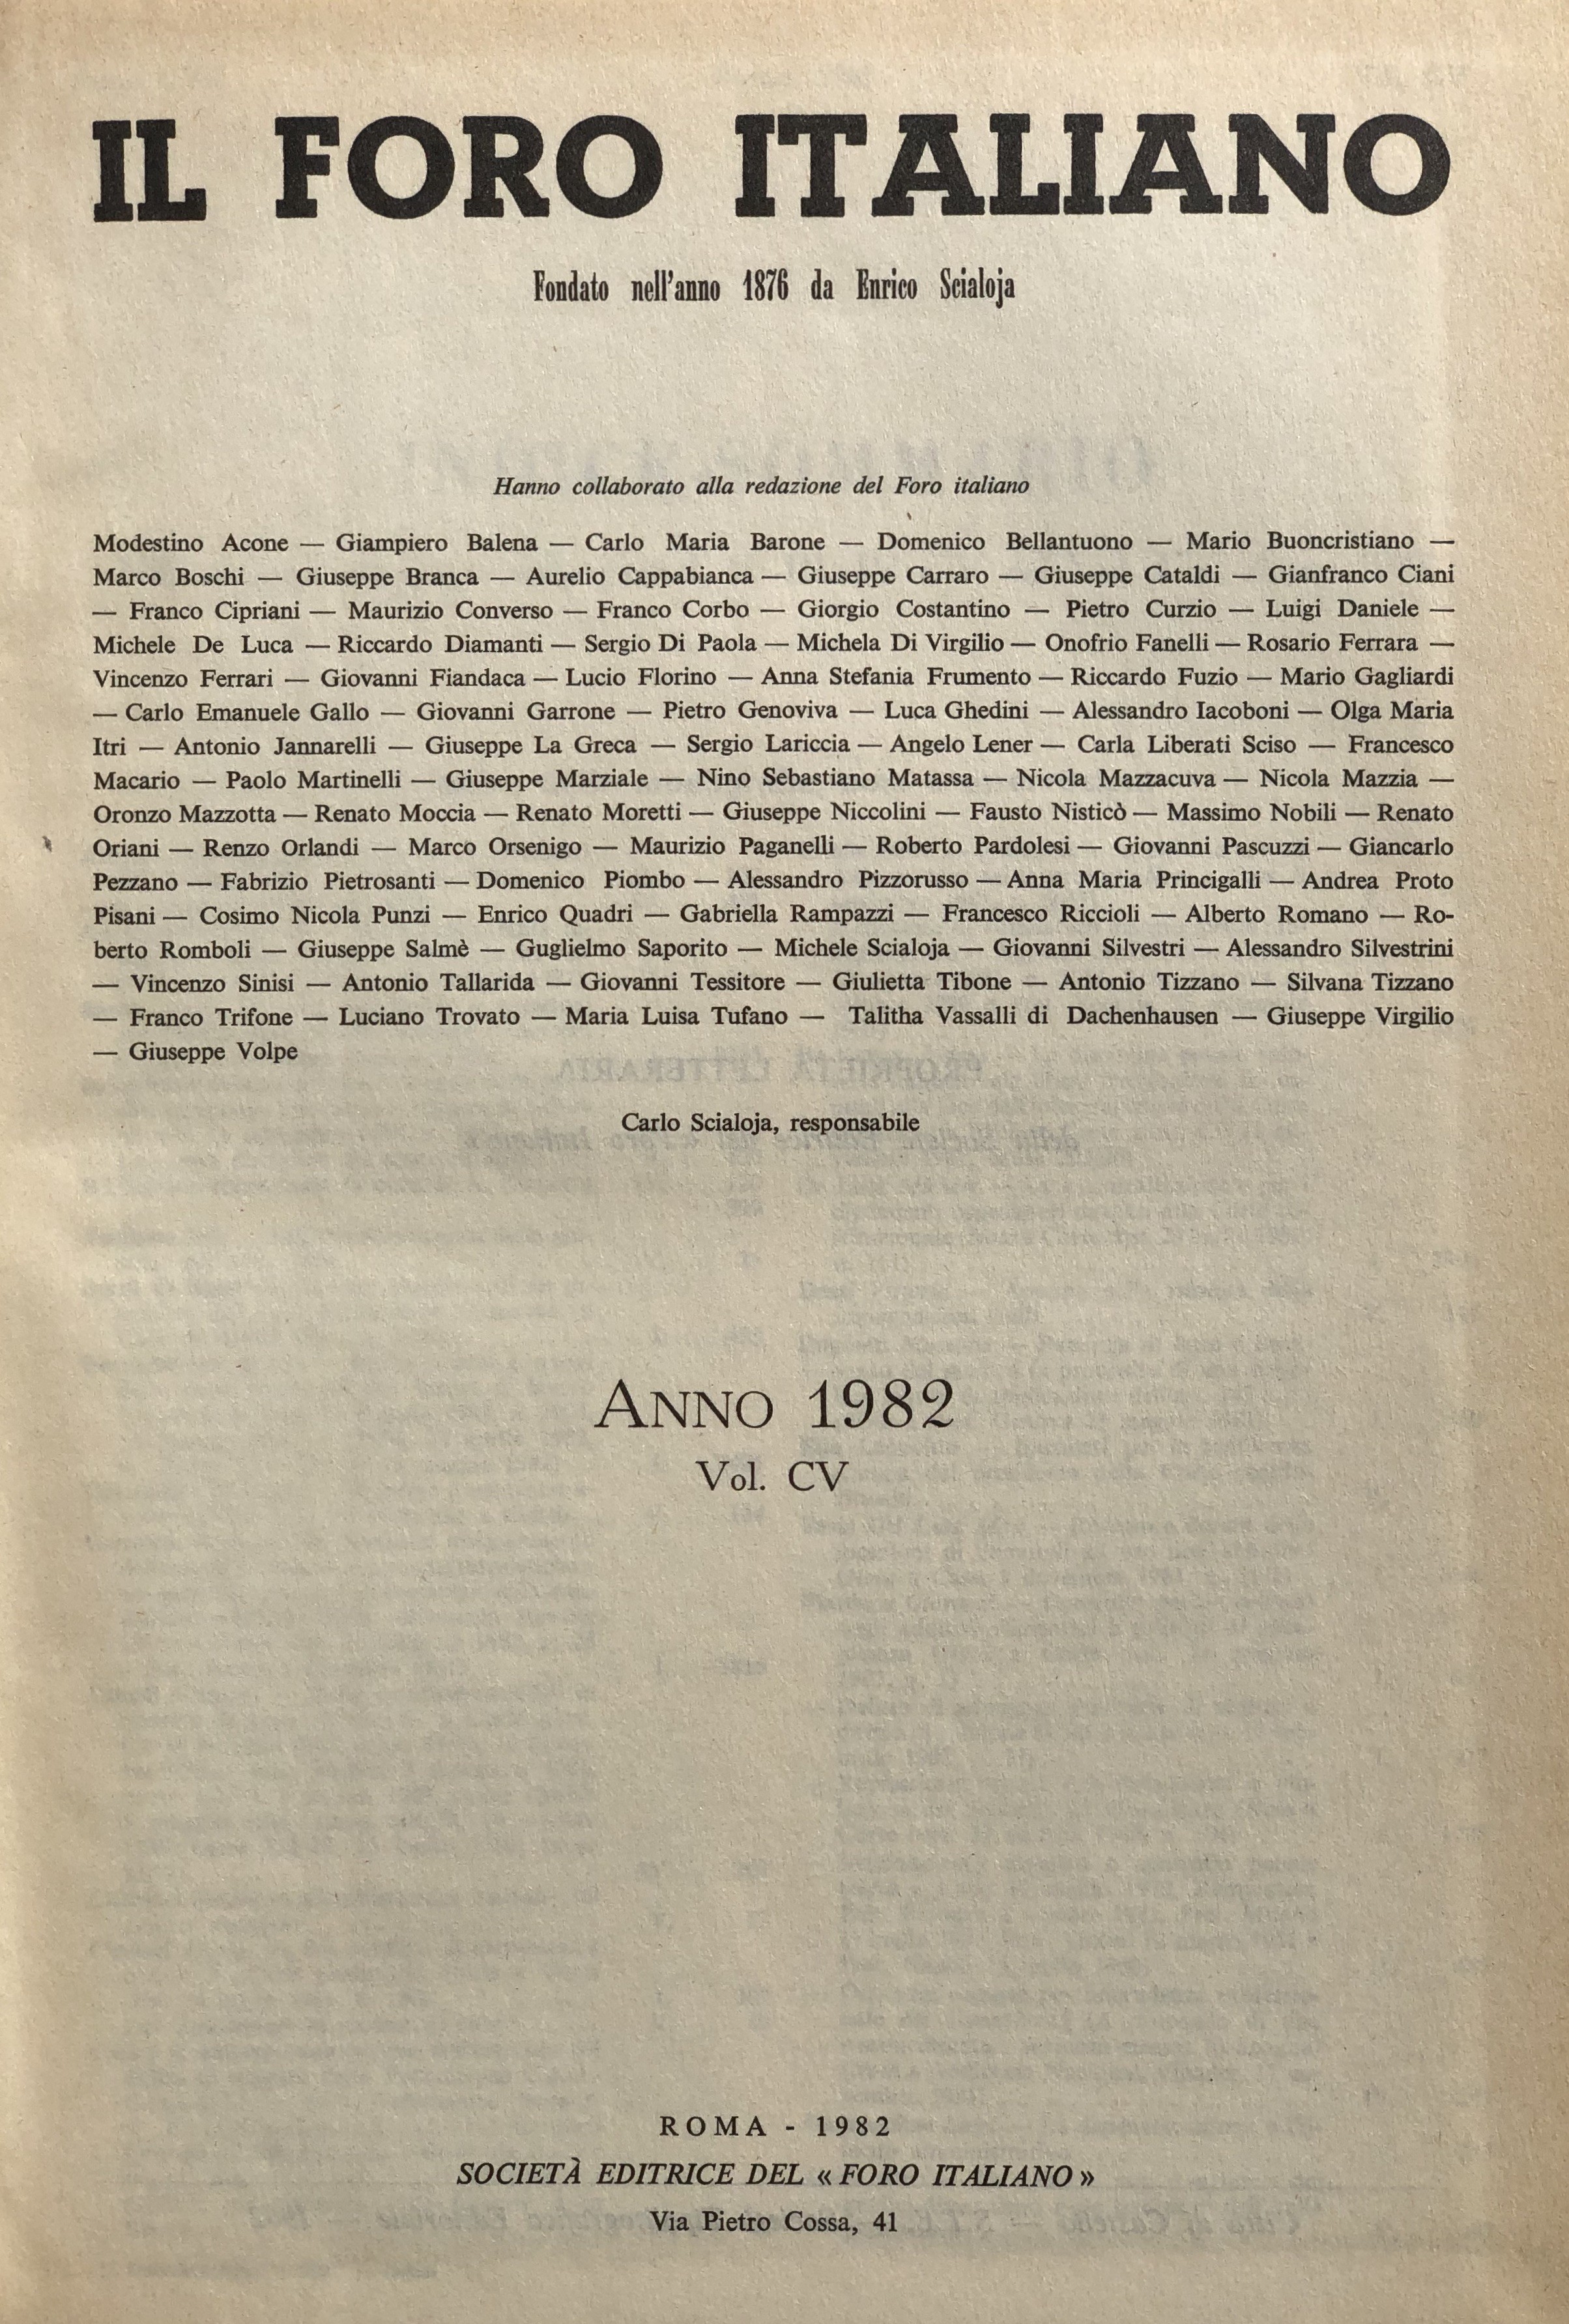 IL FORO ITALIANO
Fondato nell'anno 1876 da Enrico Scialoja
Hanno collaborato alla redazione del Foro italiano
Modestino Acone — Giampiero Balena — Carlo Maria Barone — Domenico Bellantuono — Mario Buoncristiano —
Marco Boschi — Giuseppe Branca — Aurelio Cappabianca — Giuseppe Carraro — Giuseppe Cataldi — Gianfranco Ciani
— Franco Cipriani — Maurizio Converso — Franco Corbo — Giorgio Costantino — Pietro Curzio — Luigi Daniele —
Michele De Luca — Riccardo Diamanti — Sergio Di Paola — Michela Di Virgilio — Onofrio Fanelli — Rosario Ferrara —
Vincenzo Ferrari — Giovanni Fiandaca — Lucio Florino — Anna Stefania Frumento — Riccardo Fuzio — Mario Gagliardi
— Carlo Emanuele Gallo — Giovanni Garrone — Pietro Genoviva — Luca Ghedini — Alessandro Iacoboni — Olga Maria
Itri — Antonio Jannarelli — Giuseppe La Greca — Sergio Lariccia — Angelo Lener — Carla Liberati Sciso — Francesco
Macario — Paolo Martinelli — Giuseppe Marziale — Nino Sebastiano Matassa — Nicola Mazzacuva — Nicola Mazzia —
Oronzo Mazzotta — Renato Moccia — Renato Moretti — Giuseppe Niccolini — Fausto Nisticò — Massimo Nobili — Renato
Oriani — Renzo Orlandi — Marco Orsenigo — Maurizio Paganelli — Roberto Pardolesi — Giovanni Pascuzzi — Giancarlo
Pezzano — Fabrizio Pietrosanti — Domenico Piombo — Alessandro Pizzorusso — Anna Maria Princigalli — Andrea Proto
Pisani — Cosimo Nicola Punzi — Enrico Quadri — Gabriella Rampazzi — Francesco Riccioli — Alberto Romano — Ro-
berto Romboli — Giuseppe Salmè — Guglielmo Saporito — Michele Scialoja — Giovanni Silvestri — Alessandro Silvestrini
— Vincenzo Sinisi — Antonio Tallarida — Giovanni Tessitore — Giulietta Tibone — Antonio Tizzano — Silvana Tizzano
— Franco Trifone — Luciano Trovato — Maria Luisa Tufano — Talitha Vassalli di Dachenhausen — Giuseppe Virgilio
— Giuseppe Volpe
Carlo Scialoja, responsabile
ANNO 1982
Vol. CV
ROMA - 1982
SOCIETÀ EDITRICE DEL « FORO ITALIANO »
Via Pietro Cossa, 41